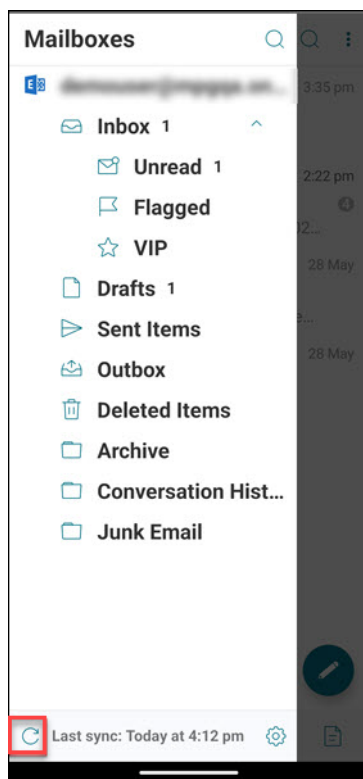 Mailboxes
3:35 pm
Inbox 1
Unread 1
2:22 pm
Flagged
4
VIP
28 May
Drafts 1
Sent Items
28 May
Outbox
Deleted Items
Archive
Conversation Hist...
Junk Email
Last sync: Today at 4:12 pm